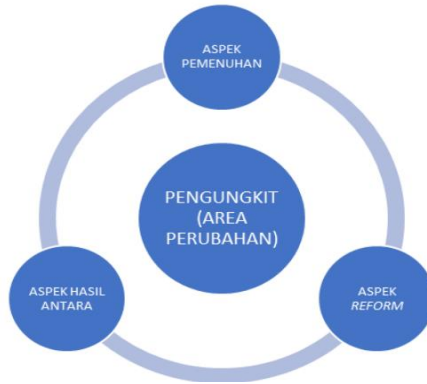 ASPEK
PEMENUHAN
PENGUNGKIT
(AREA
PERUBAHAN)
ASPEK HASIL
ANTARA
ASPEK
REFORM